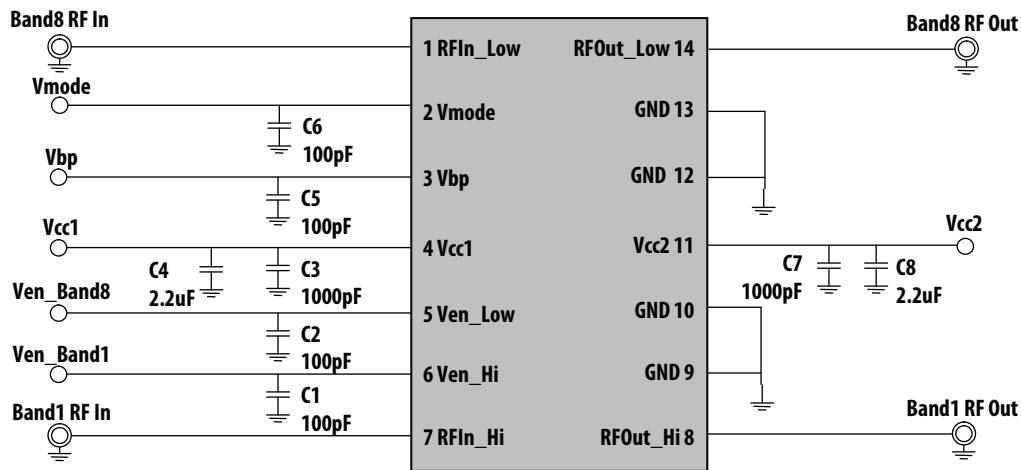 Band8 RF In
Band8 RF Out
1 RFIn_Low
RFOut_Low 14
Vmode
2 Vmode
GND 13
C6
100pF
Vbp
3 Vbp
GND 12
C5
100pF
Vcc1
4 Vcc1
Vcc2 11
Vcc2
C4
2.2uF
C3
1000pF
C7
1000pF
C8
2.2uF
Ven_Band8
5 Ven_Low
GND 10
C2
100pF
Ven_Band1
6 Ven_Hi
GND 9
C1
100pF
Band1 RF In
Band1 RF Out
7 RFIn_Hi
RFOut_Hi 8